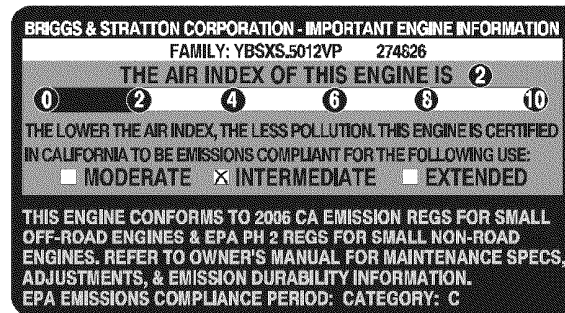 BRIGGS & STRATTON CORPORATION - IMPORTANT ENGINE INFORMATION
FAMILY: YBSXS.5012VP 274826
THE AIR INDEX OF THIS ENGINE IS 2
0 2 4 6 8 10
THE LOWER THE AIR INDEX, THE LESS POLLUTION. THIS ENGINE IS CERTIFIED
IN CALIFORNIA TO BE EMISSIONS COMPLIANT FOR THE FOLLOWING USE:
MODERATE INTERMEDIATE EXTENDED
THIS ENGINE CONFORMS TO 2006 CA EMISSION REGS FOR SMALL
OFF-ROAD ENGINES & EPA PH 2 REGS FOR SMALL NON-ROAD
ENGINES. REFER TO OWNER'S MANUAL FOR MAINTENANCE SPECS,
ADJUSTMENTS, & EMISSION DURABILITY INFORMATION.
EPA EMISSIONS COMPLIANCE PERIOD: CATEGORY: C